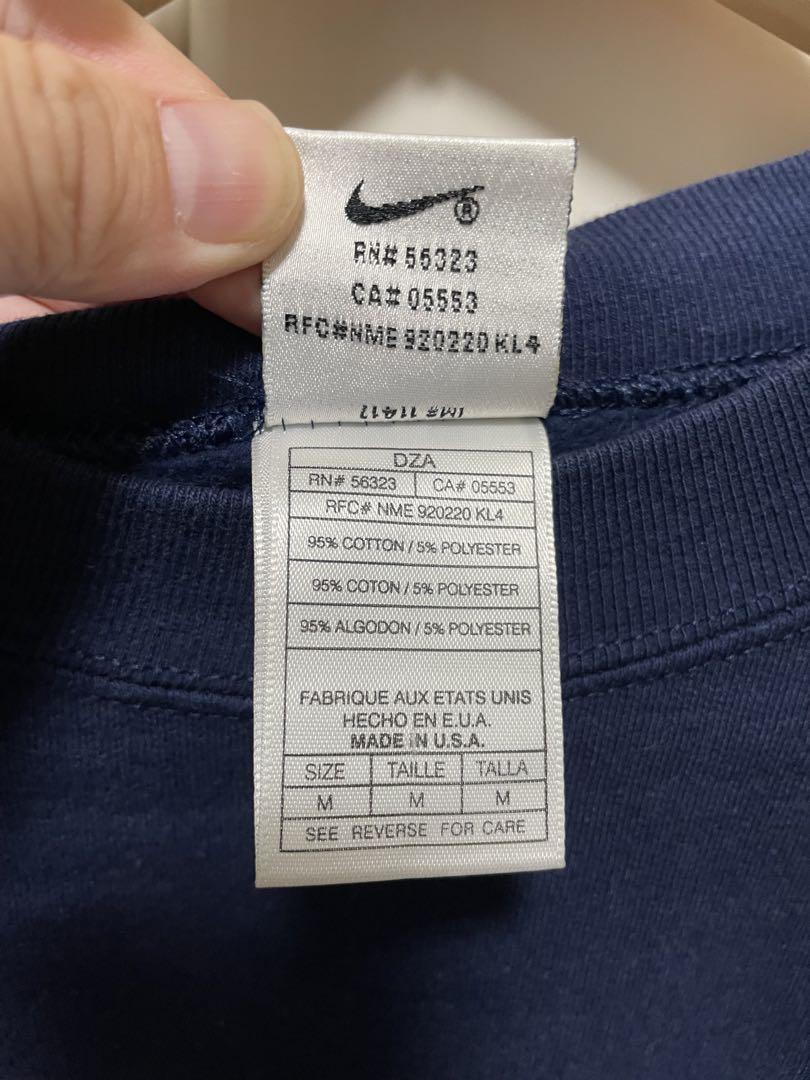 ®
RN# 56323
CA# 05553
RFC#NME 920220 KL4
IM# 11417
DZA
RN# 56323 CA# 05553
RFC# NME 920220 KL4
95% COTTON / 5% POLYESTER
95% COTON / 5% POLYESTER
95% ALGODON / 5% POLYESTER
FABRIQUE AUX ETATS UNIS
HECHO EN E.U.A.
MADE IN U.S.A.
SIZE TAILLE TALLA
M M M
SEE REVERSE FOR CARE